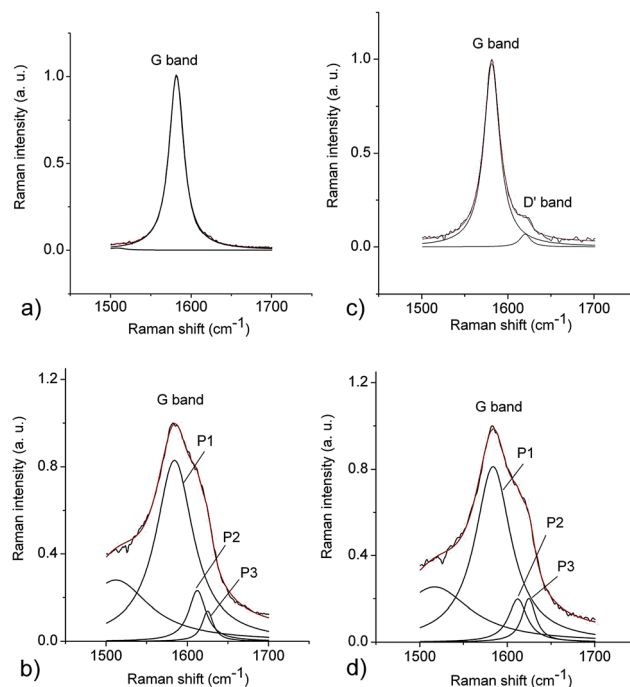 G band
Raman intensity (a. u.)
1.0
0.5
0.0
1500
1600
1700
Raman shift (cm-1)
a)
G band
D' band
Raman intensity (a. u.)
1.0
0.5
0.0
1500
1600
1700
Raman shift (cm-1)
c)
G band
P1
P2
P3
Raman intensity (a. u.)
1.2
0.8
0.4
0.0
1500
1600
1700
Raman shift (cm-1)
b)
G band
P1
P2
P3
Raman intensity (a. u.)
1.2
0.8
0.4
0.0
1500
1600
1700
Raman shift (cm-1)
d)